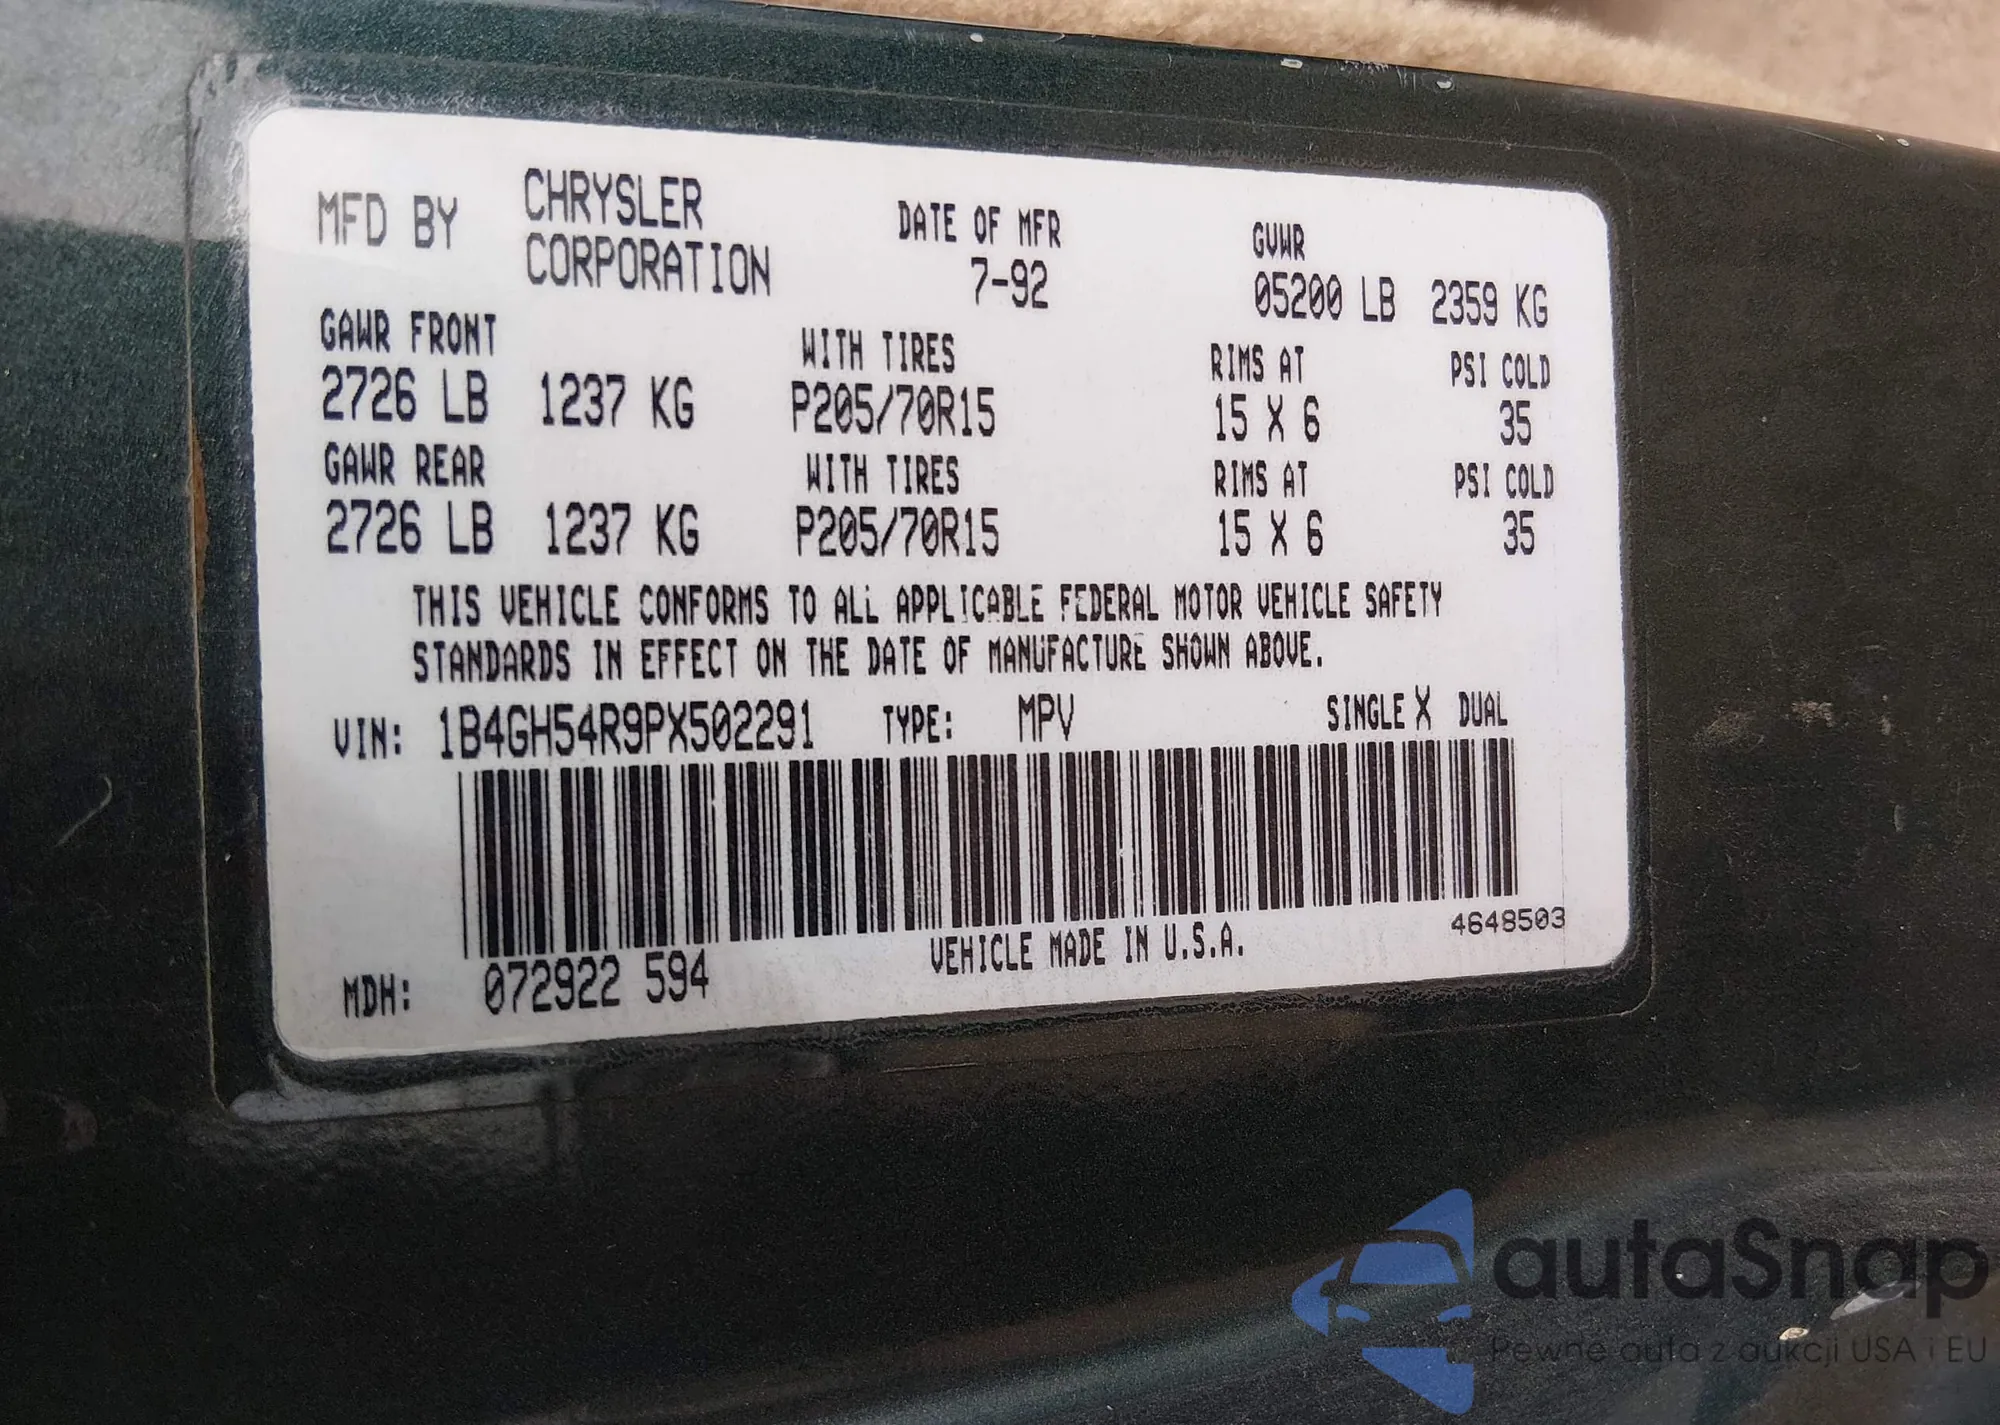 MFD BY CHRYSLER CORPORATION DATE OF MFR 7-92 GVWR 05200 LB 2359 KG
GAWR FRONT WITH TIRES RIMS AT PSI COLD
2726 LB 1237 KG P205/70R15 15 X 6 35
GAWR REAR WITH TIRES RIMS AT PSI COLD
2726 LB 1237 KG P205/70R15 15 X 6 35
THIS VEHICLE CONFORMS TO ALL APPLICABLE FEDERAL MOTOR VEHICLE SAFETY
STANDARDS IN EFFECT ON THE DATE OF MANUFACTURE SHOWN ABOVE.
VIN: 1B4GH54R9PX502291 TYPE: MPV SINGLE X DUAL
4648503
MDH: 072922 594 VEHICLE MADE IN U.S.A.
autaSnap
Pewne auta z aukcji USA i EU